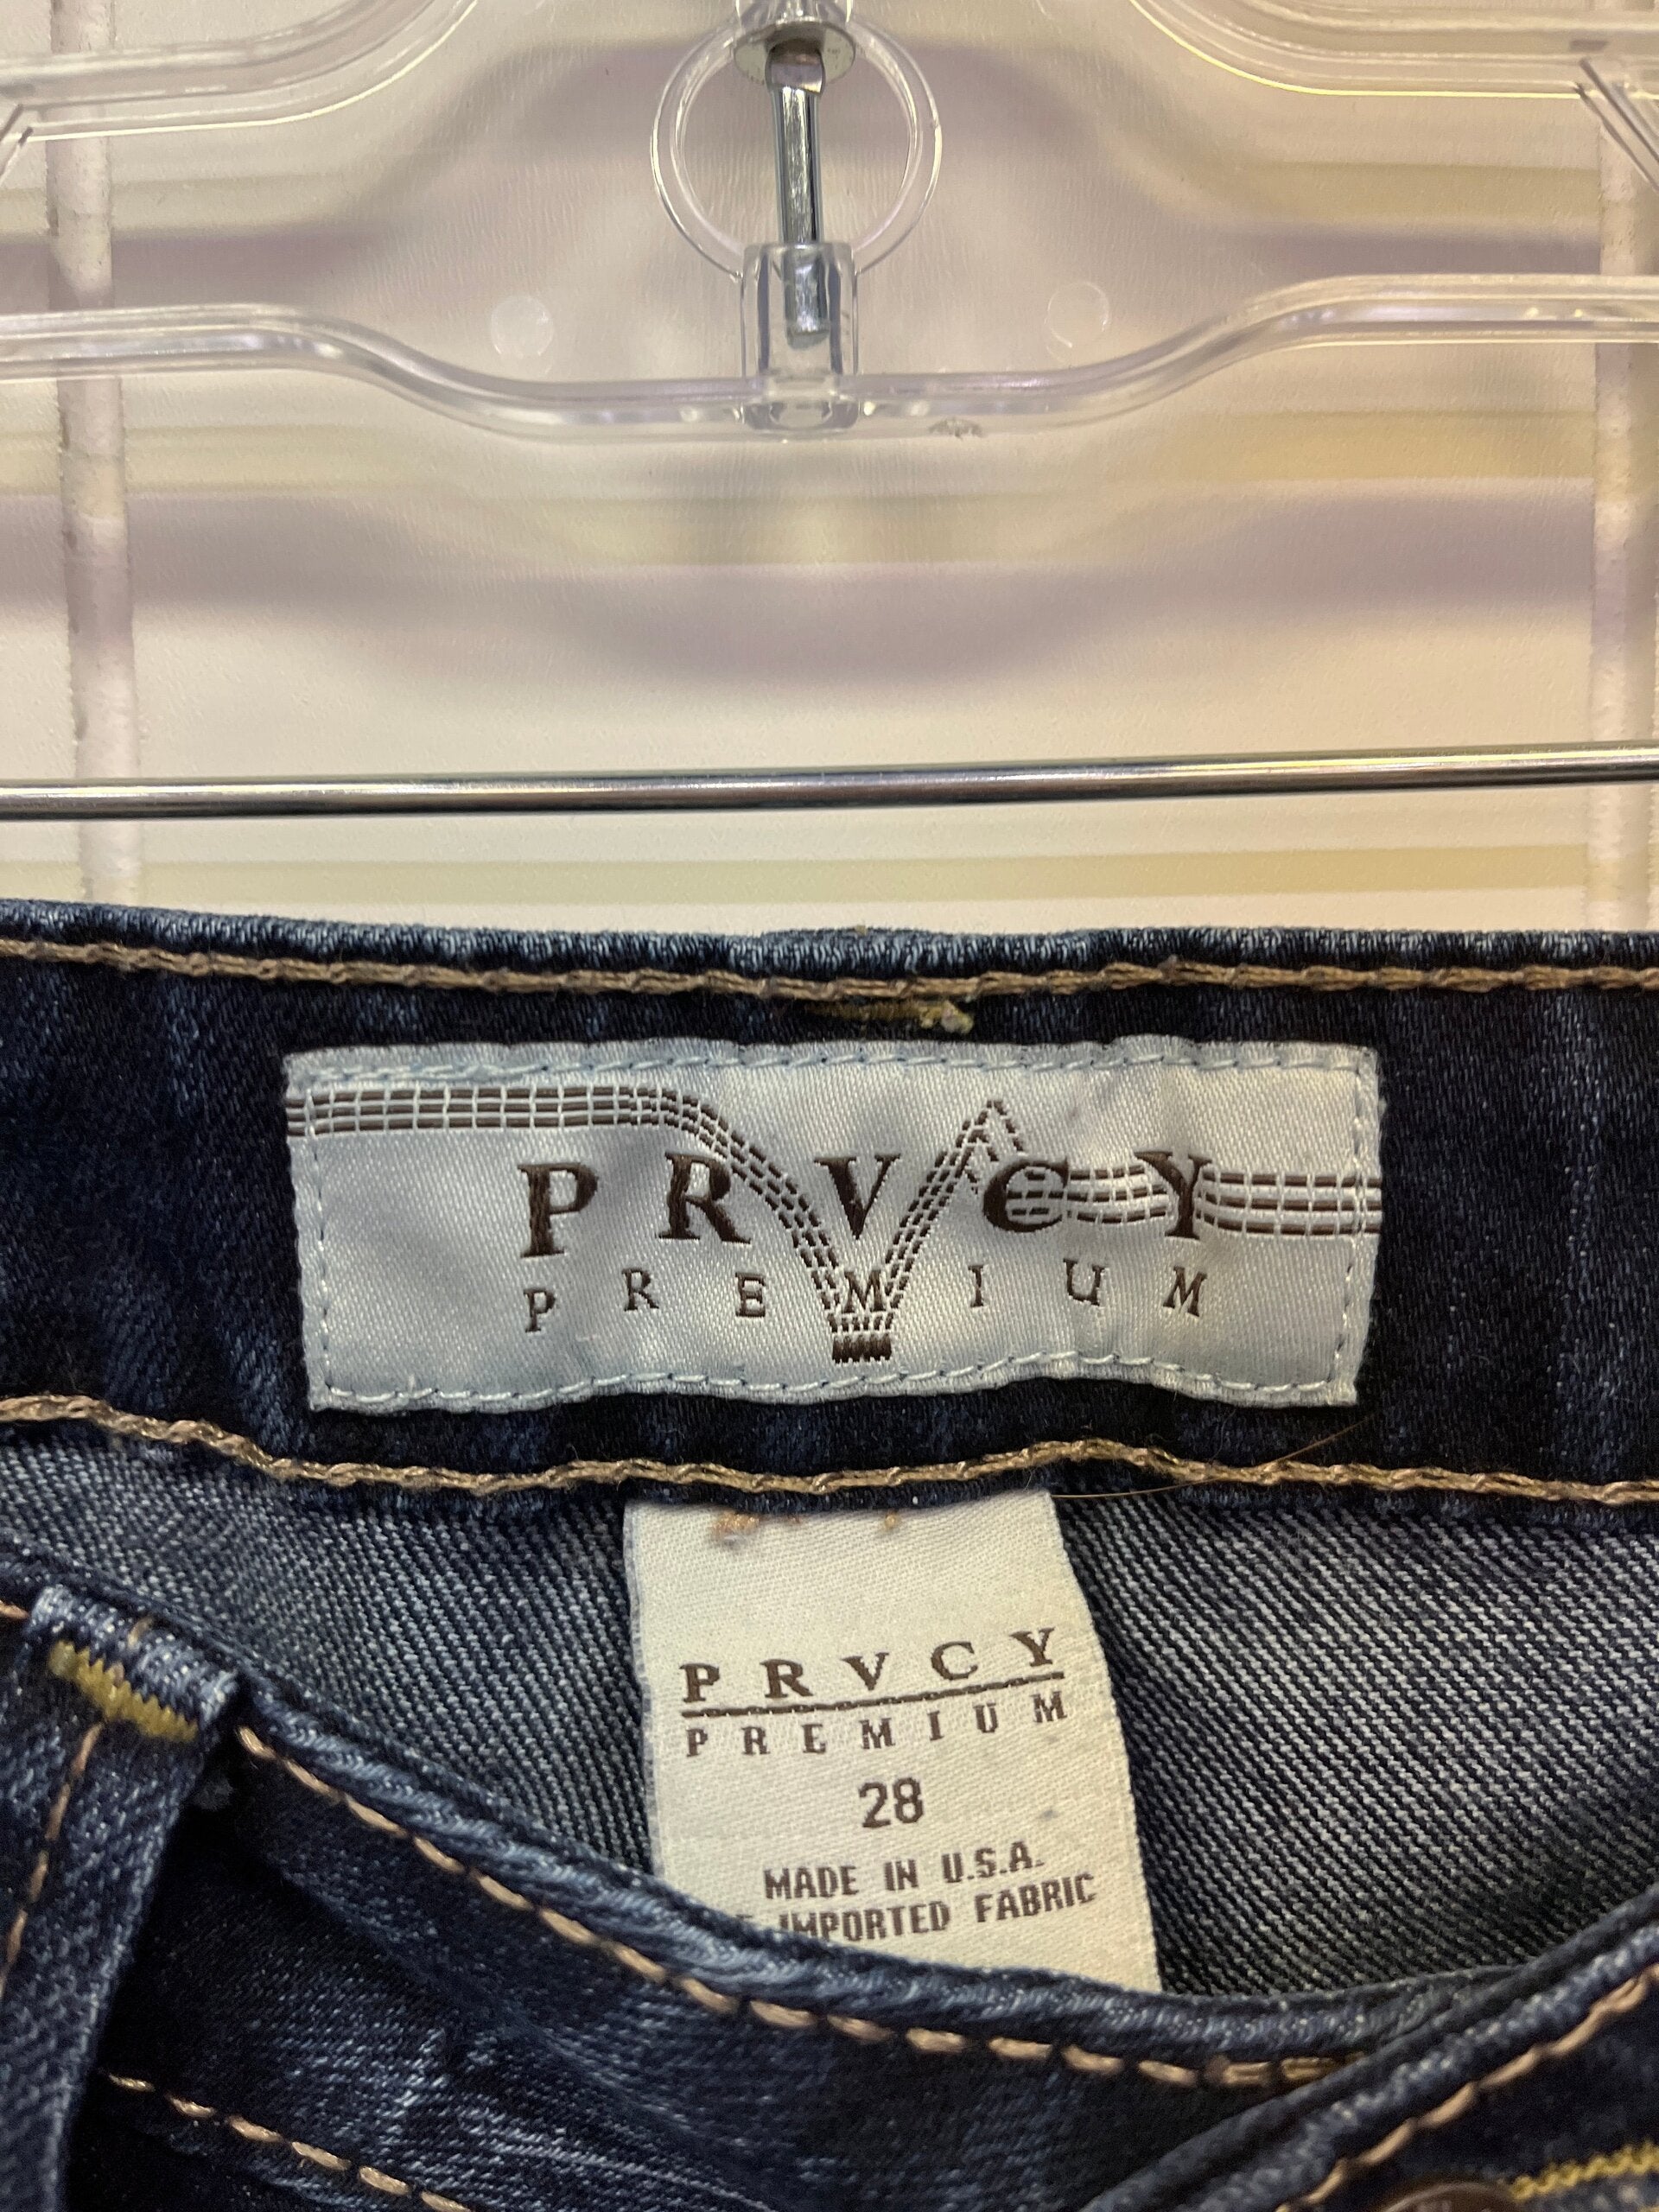 PRVCY
PREMIUM
PRVCY
PREMIUM
28
MADE IN U.S.A.
IMPORTED FABRIC